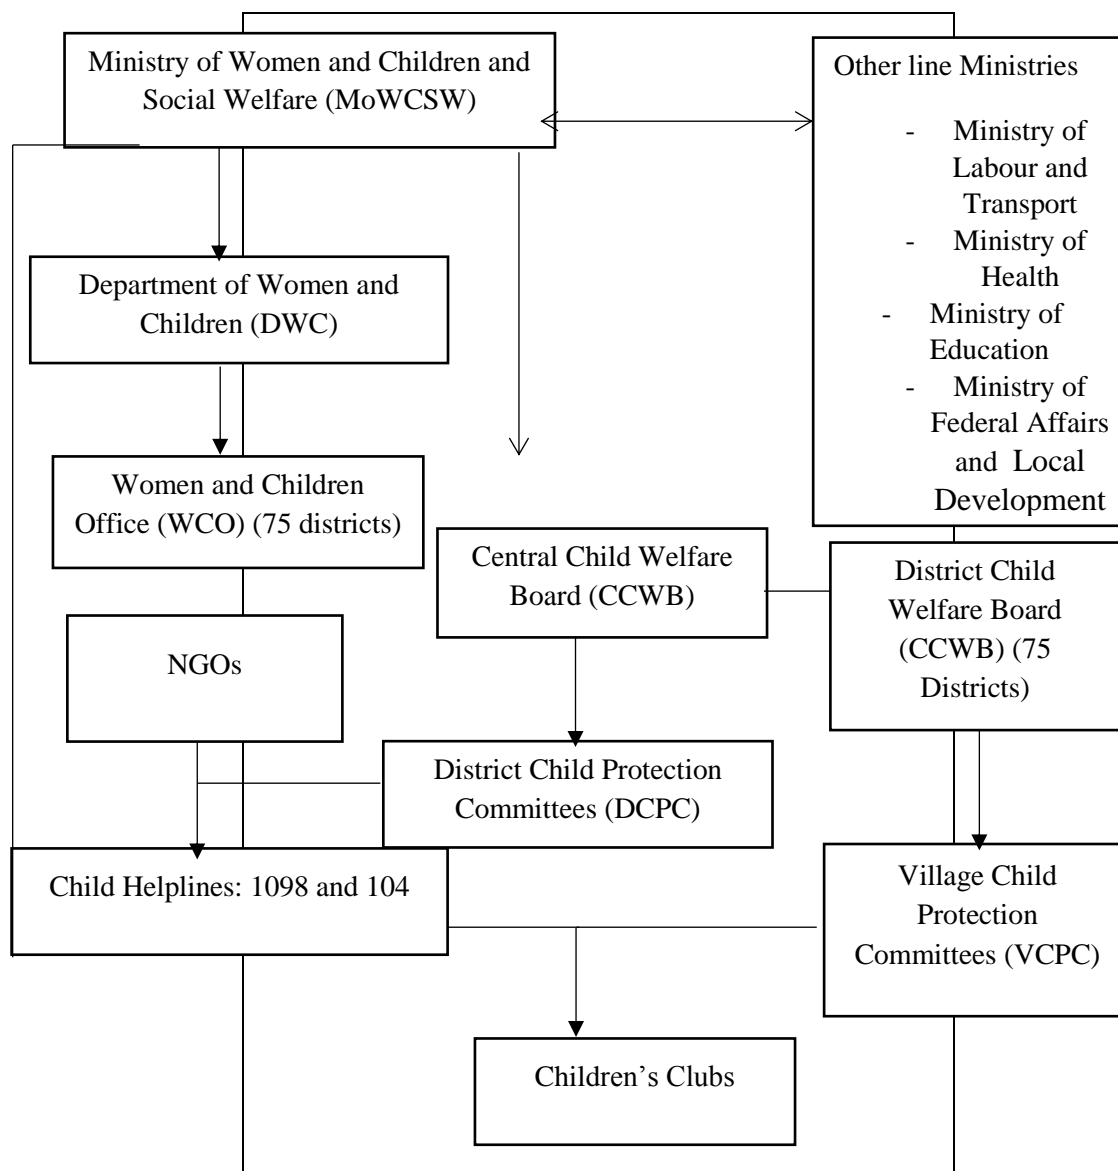 Ministry of Women and Children and
Social Welfare (MoWCSW)
Other line Ministries
- Ministry of
Labour and
Transport
- Ministry of
Health
- Ministry of
Education
- Ministry of
Federal Affairs
and Local
Development
Department of Women and
Children (DWC)
Women and Children
Office (WCO) (75 districts)
Central Child Welfare
Board (CCWB)
District Child
Welfare Board
(CCWB) (75
Districts)
NGOs
District Child Protection
Committees (DCPC)
Child Helplines: 1098 and 104
Village Child
Protection
Committees (VCPC)
Children’s Clubs